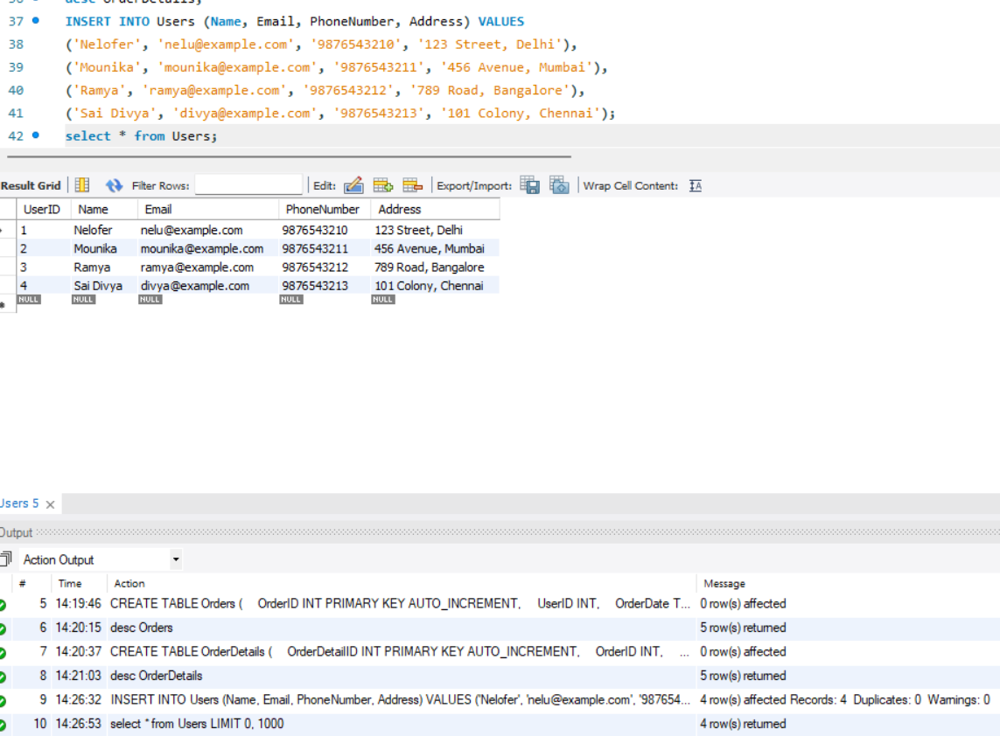 36 desc OrderDetails;
37 INSERT INTO Users (Name, Email, PhoneNumber, Address) VALUES
38 ('Nelofer', 'nelu@example.com', '9876543210', '123 Street, Delhi'),
39 ('Mounika', 'mounika@example.com', '9876543211', '456 Avenue, Mumbai'),
40 ('Ramya', 'ramya@example.com', '9876543212', '789 Road, Bangalore'),
41 ('Sai Divya', 'divya@example.com', '9876543213', '101 Colony, Chennai');
42 select * from Users;
Result Grid Filter Rows: Edit: Export/Import: Wrap Cell Content: IA
UserID Name Email PhoneNumber Address
1 Nelofer nelu@example.com 9876543210 123 Street, Delhi
2 Mounika mounika@example.com 9876543211 456 Avenue, Mumbai
3 Ramya ramya@example.com 9876543212 789 Road, Bangalore
4 Sai Divya divya@example.com 9876543213 101 Colony, Chennai
NULL NULL NULL NULL NULL
Users 5
Output
Action Output
# Time Action Message
5 14:19:46 CREATE TABLE Orders ( OrderID INT PRIMARY KEY AUTO_INCREMENT, UserID INT, OrderDate T... 0 row(s) affected
6 14:20:15 desc Orders 5 row(s) returned
7 14:20:37 CREATE TABLE OrderDetails ( OrderDetailID INT PRIMARY KEY AUTO_INCREMENT, OrderID INT, ... 0 row(s) affected
8 14:21:03 desc OrderDetails 5 row(s) returned
9 14:26:32 INSERT INTO Users (Name, Email, PhoneNumber, Address) VALUES ('Nelofer', 'nelu@example.com', '987654... 4 row(s) affected Records: 4 Duplicates: 0 Warnings: 0
10 14:26:53 select * from Users LIMIT 0, 1000 4 row(s) returned